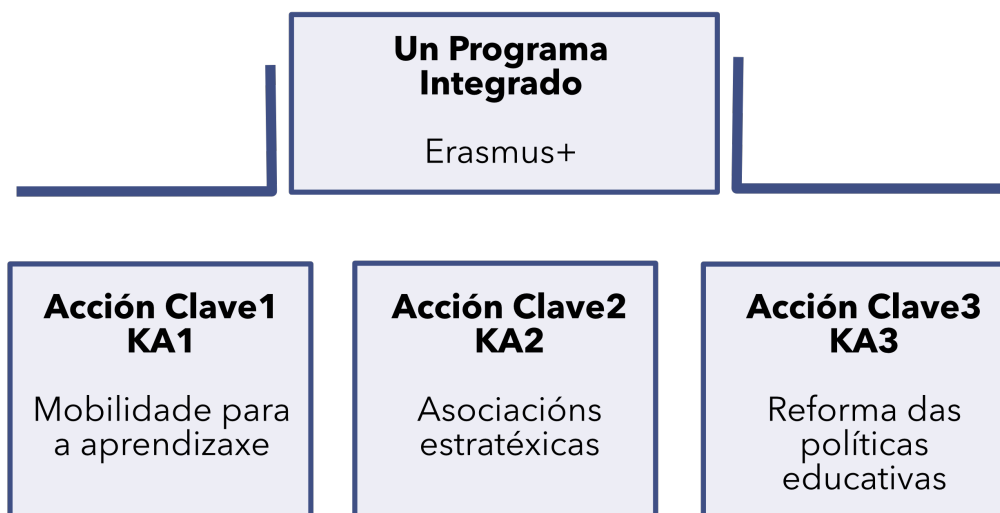 Un Programa
Integrado
Erasmus+
Acción Clave1
KA1
Mobilidade para
a aprendizaxe
Acción Clave2
KA2
Asociacións
estratéxicas
Acción Clave3
KA3
Reforma das
políticas
educativas